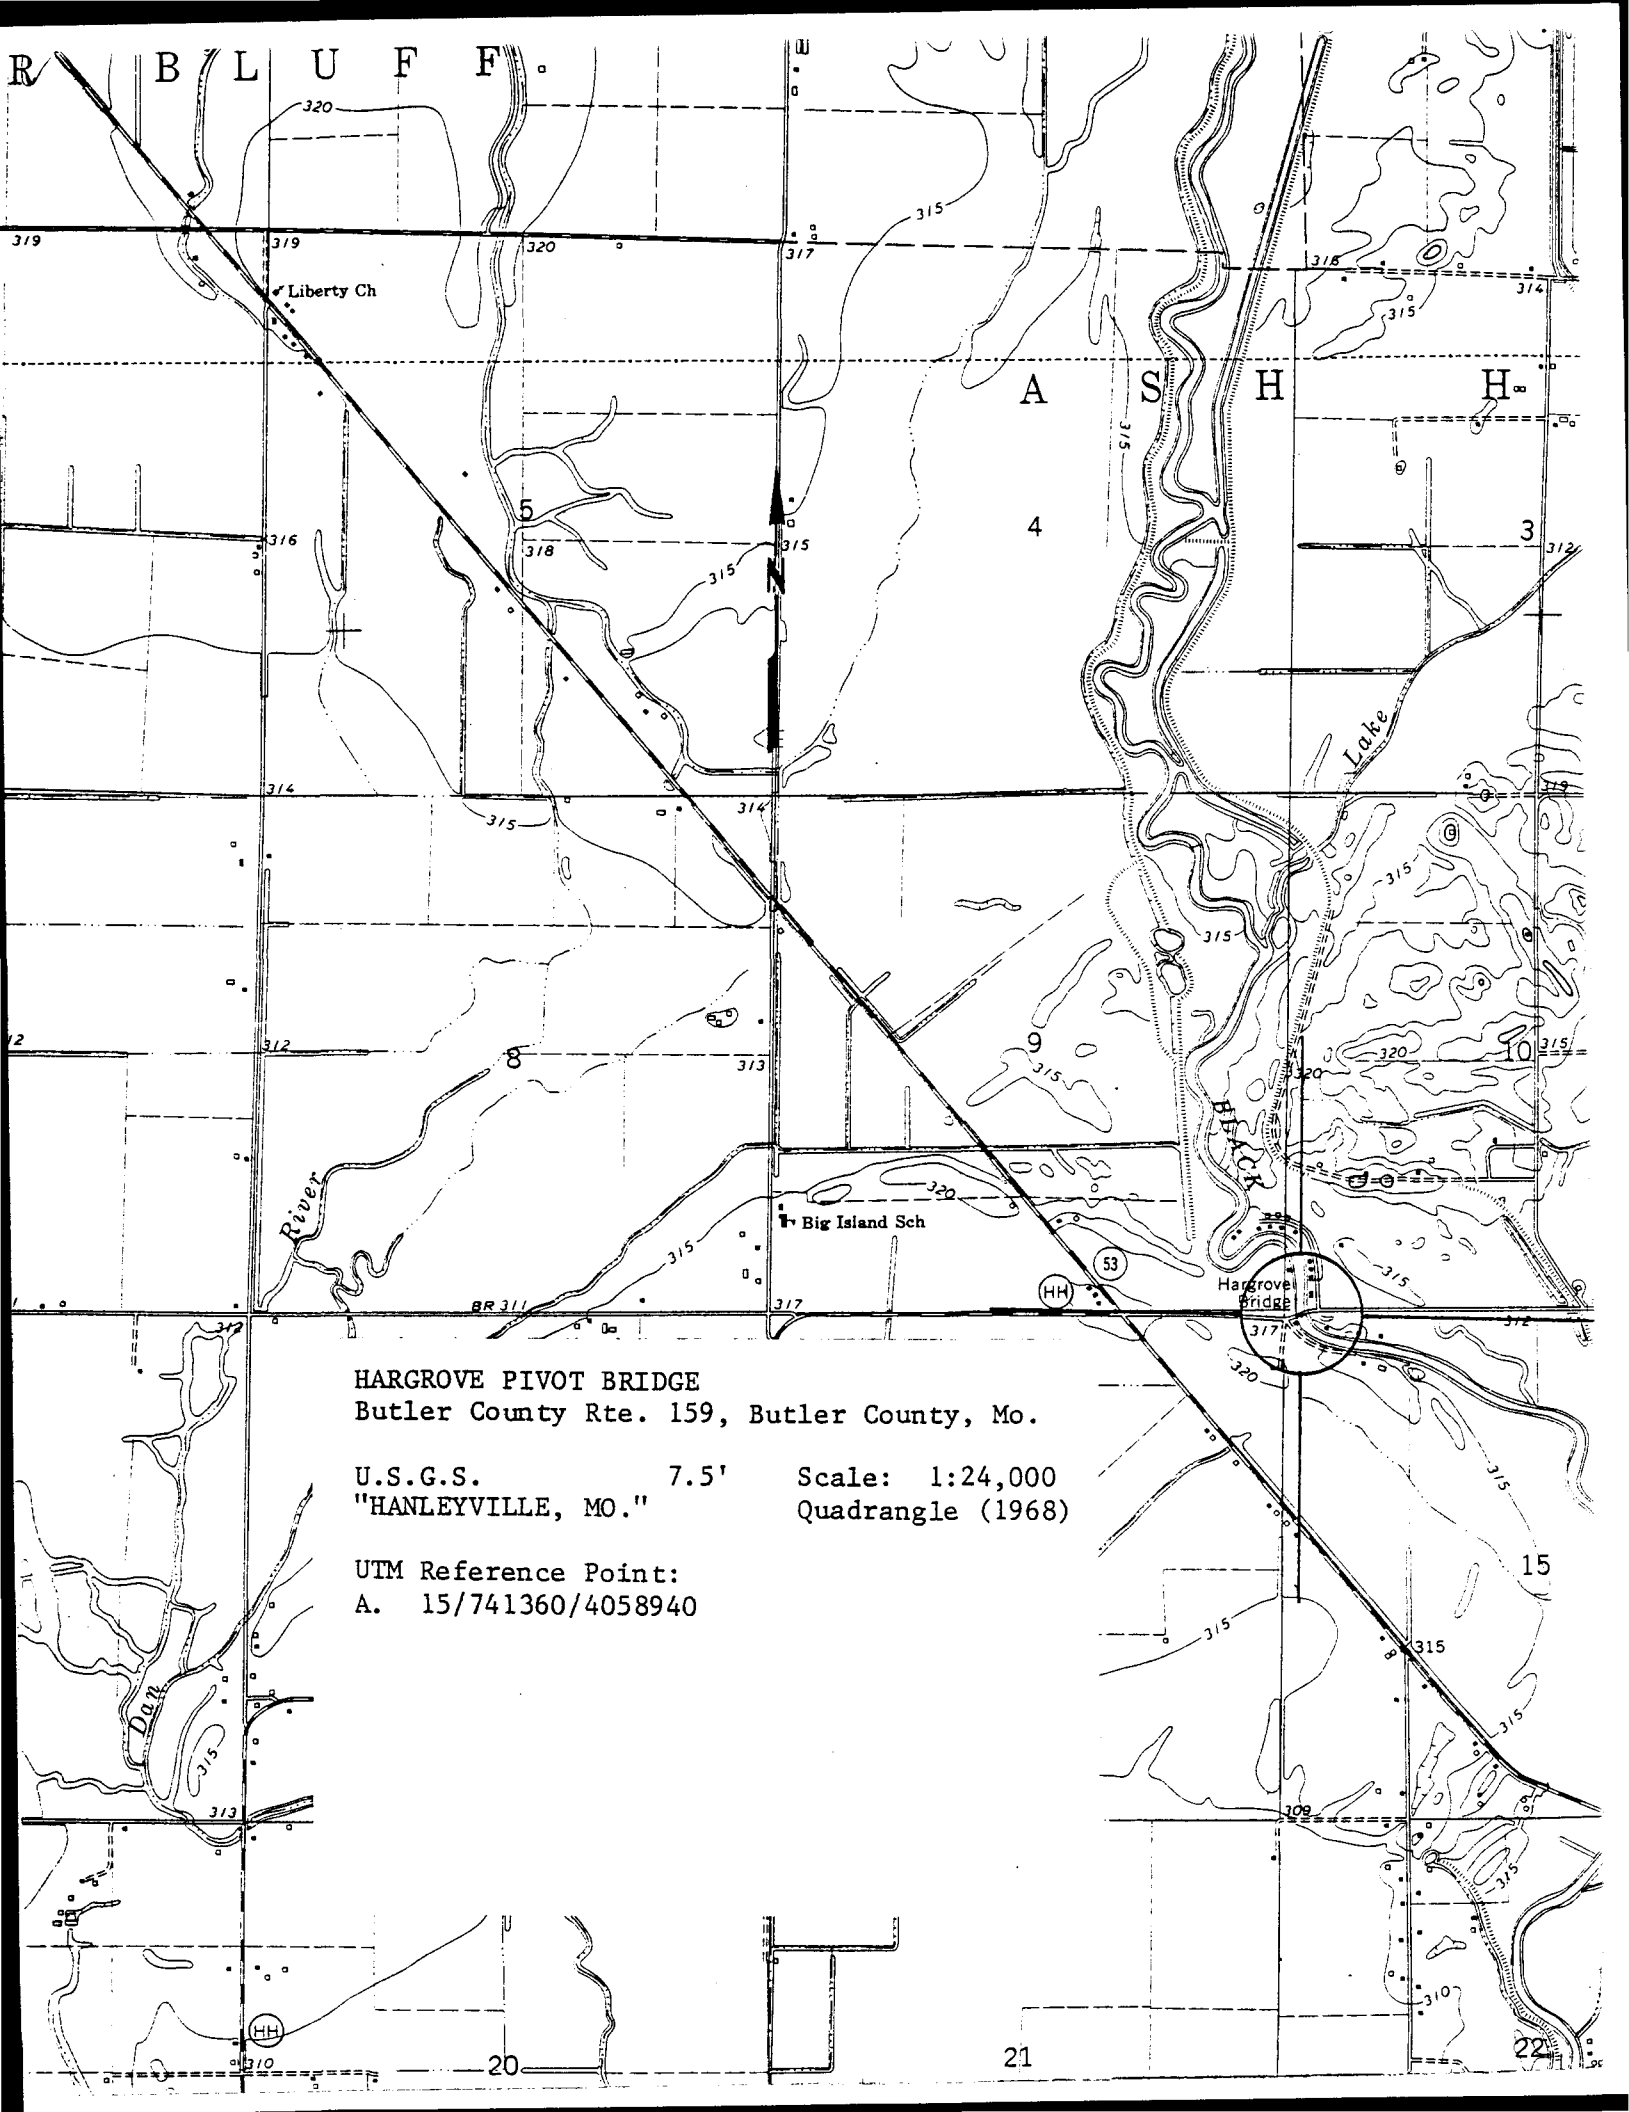 R B L U F F
320
315
319
319
320
317
316
314
Liberty Ch
315
A S H H
315
5
4
3
316
318
315
315
312
N
Lake
314
315
314
319
315
315
12
312
8
313
9
315
10
315
320
320
BLACK
River
320
Big Island Sch
315
53
HH
Hargrove
Bridge
315
BR 311
317
317
312
312
320
HARGROVE PIVOT BRIDGE
Butler County Rte. 159, Butler County, Mo.
315
U.S.G.S. 7.5' Scale: 1:24,000
"HANLEYVILLE, MO." Quadrangle (1968)
UTM Reference Point:
A. 15/741360/4058940
15
315
315
Dan
315
315
313
309
315
310
HH
310
20
21
22